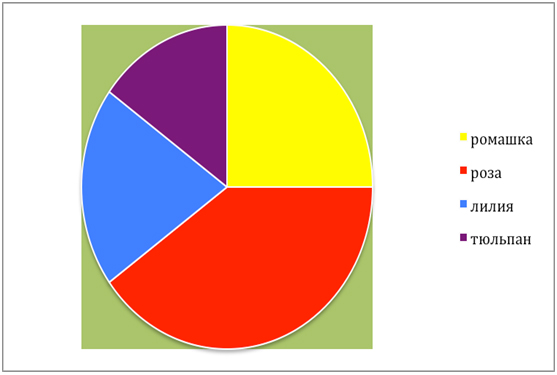 ромашка
роза
лилия
тюльпан